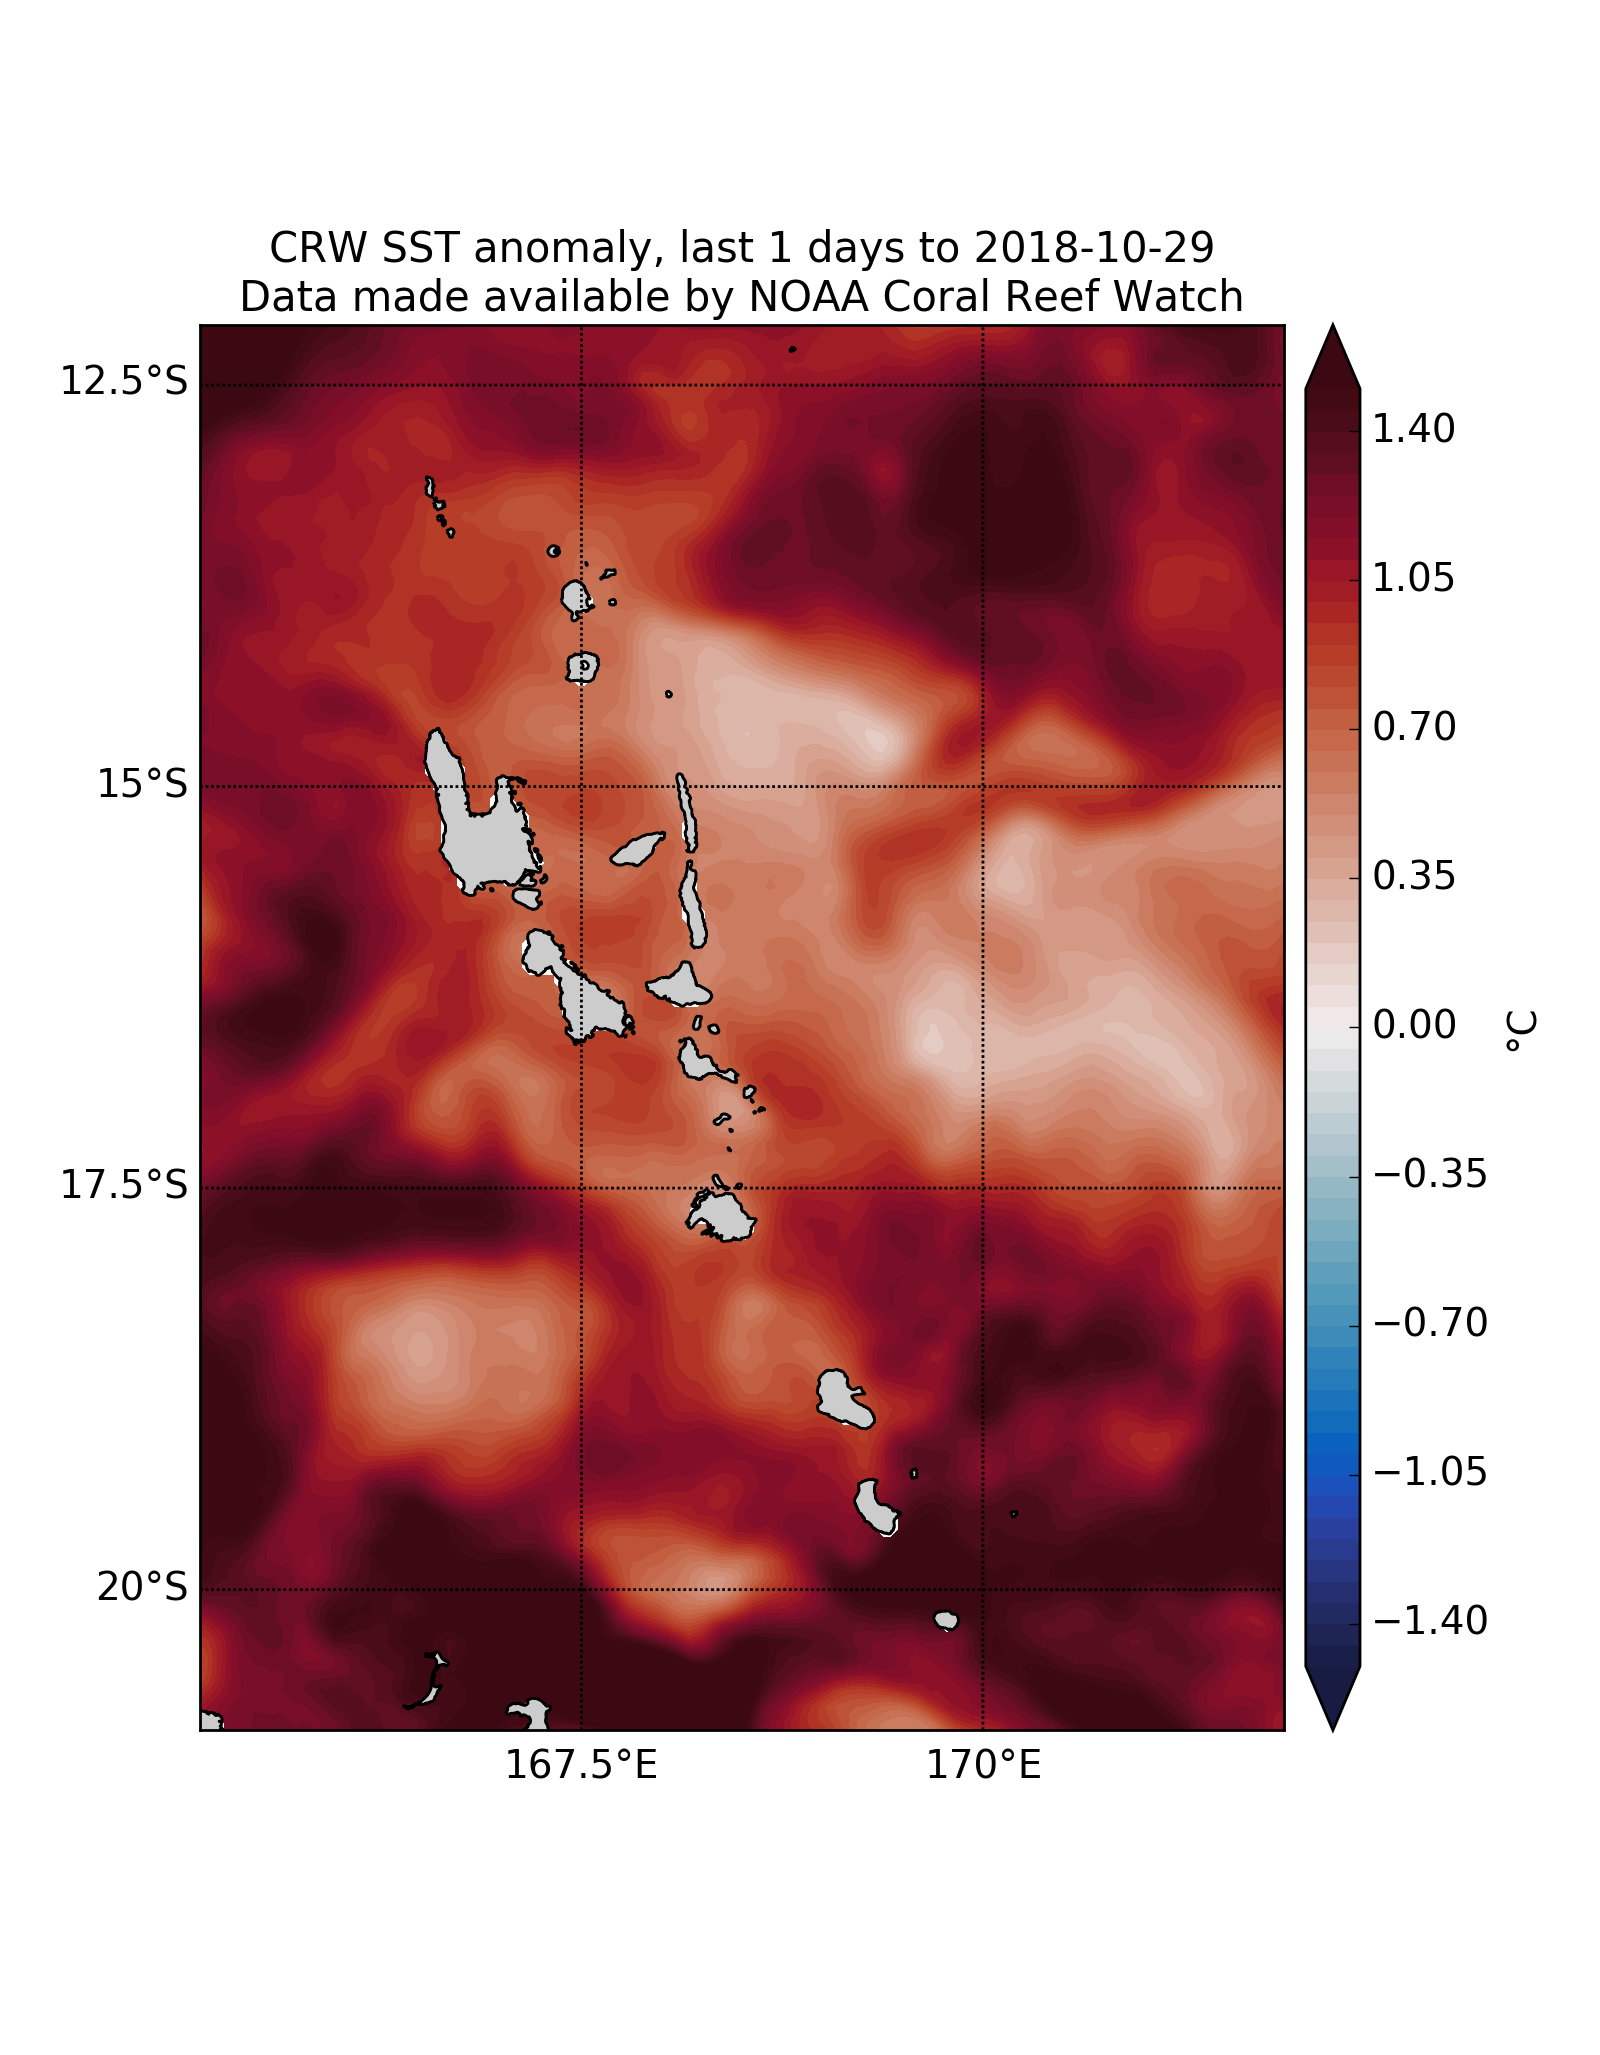 CRW SST anomaly, last 1 days to 2018-10-29
Data made available by NOAA Coral Reef Watch
12.5°S
15°S
17.5°S
20°S
167.5°E
170°E
1.40
1.05
0.70
0.35
0.00
−0.35
−0.70
−1.05
−1.40
°C